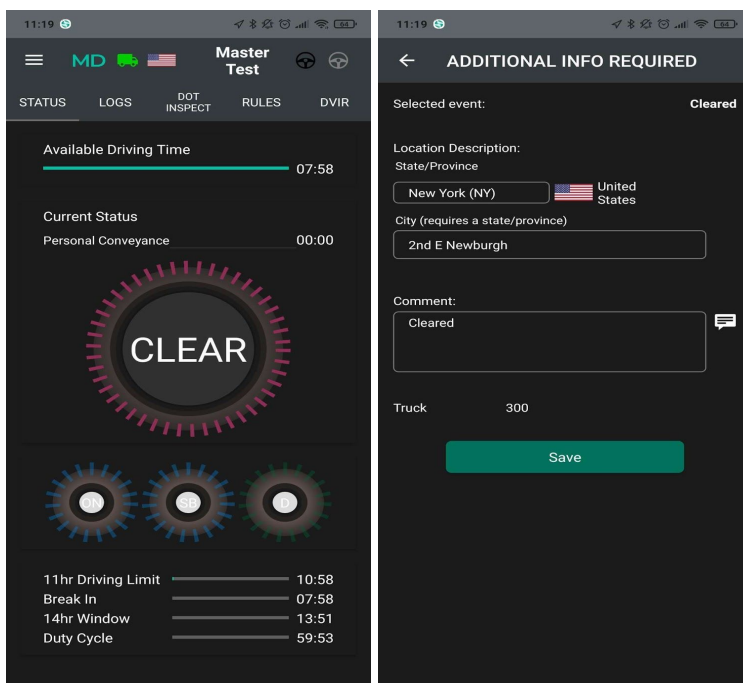 11:19
64
MD
Master
Test
STATUS
LOGS
DOT
INSPECT
RULES
DVIR
Available Driving Time
07:58
Current Status
Personal Conveyance 00:00
CLEAR
ON
SB
D
11hr Driving Limit 10:58
Break In 07:58
14hr Window 13:51
Duty Cycle 59:53
11:19
64
ADDITIONAL INFO REQUIRED
Selected event: Cleared
Location Description:
State/Province
New York (NY)
United
States
City (requires a state/province)
2nd E Newburgh
Comment:
Cleared
Truck 300
Save